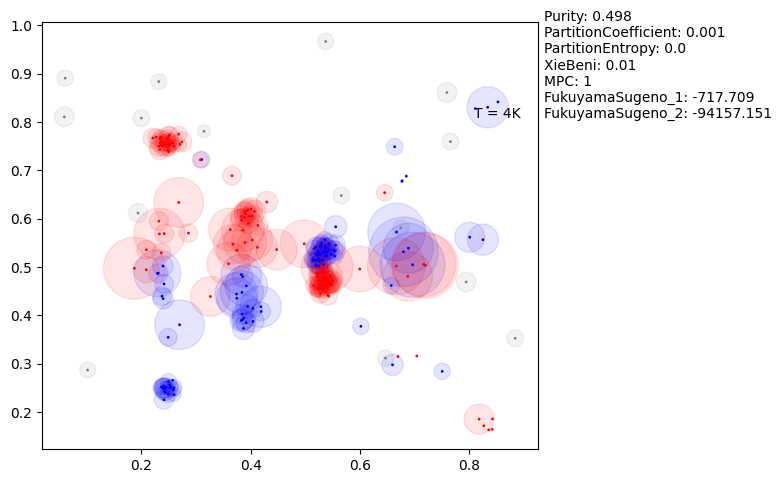 Purity: 0.498
PartitionCoefficient: 0.001
PartitionEntropy: 0.0
XieBeni: 0.01
MPC: 1
FukuyamaSugeno_1: -717.709
FukuyamaSugeno_2: -94157.151
T = 4K
1.0
0.9
0.8
0.7
0.6
0.5
0.4
0.3
0.2
0.2 0.4 0.6 0.8